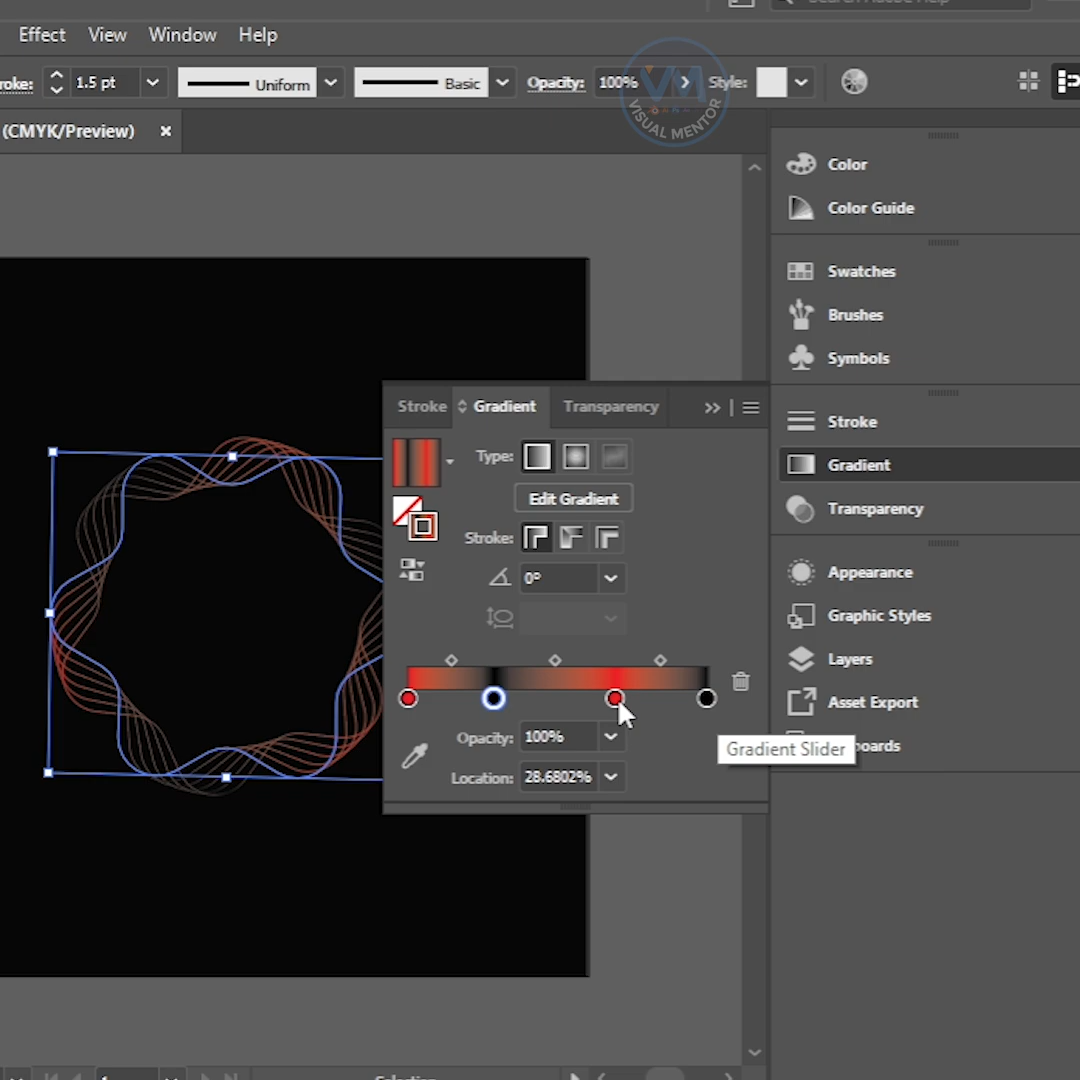 Effect View Window Help
roke: 1.5 pt Uniform Basic Opacity: 100% Style:
VM
VISUAL MENTOR
(CMYK/Preview) ×
Color
Color Guide
Swatches
Brushes
Symbols
Stroke
Gradient
Transparency
Appearance
Graphic Styles
Layers
Asset Export
boards
Stroke Gradient Transparency
Type:
Edit Gradient
Stroke:
0°
Opacity: 100%
Location: 28.6802%
Gradient Slider